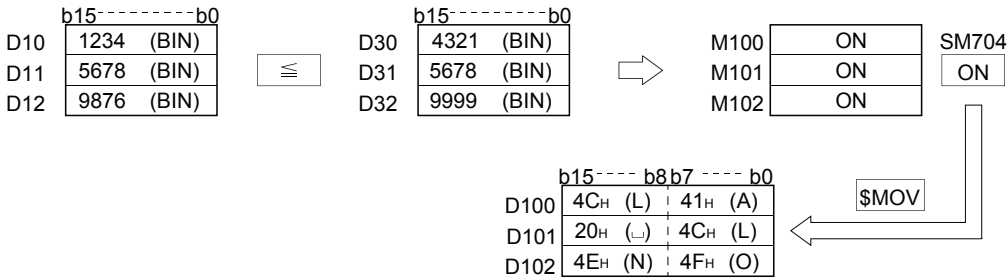 b15 b0 b15 b0
D10 1234 (BIN) D30 4321 (BIN) M100 ON SM704
D11 5678 (BIN) ≦ D31 5678 (BIN) M101 ON ON
D12 9876 (BIN) D32 9999 (BIN) M102 ON
b15 b8 b7 b0
D100 4CH (L) 41H (A) $MOV
D101 20H (␣) 4CH (L)
D102 4EH (N) 4FH (O)